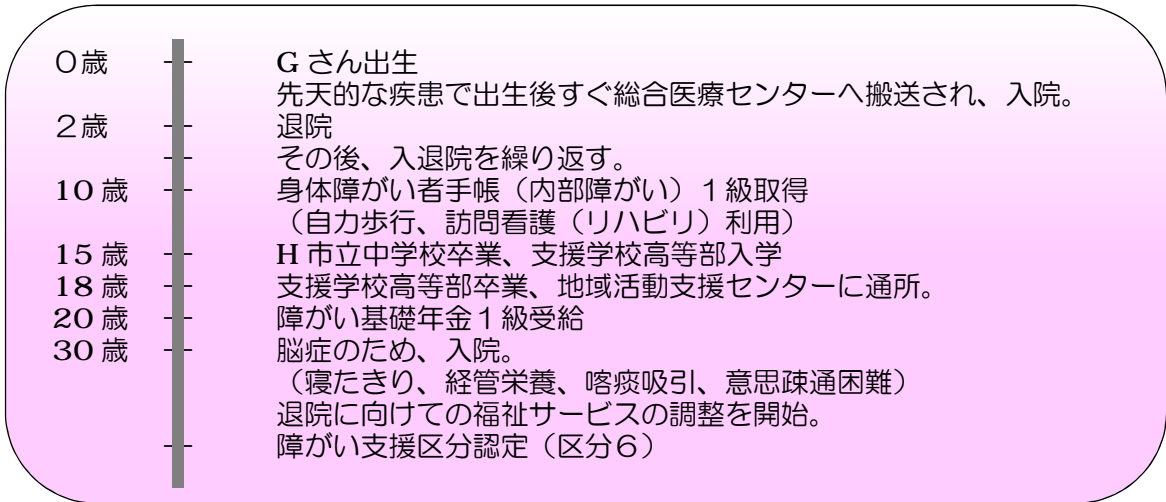 ０歳 Gさん出生
先天的な疾患で出生後すぐ総合医療センターへ搬送され、入院。
２歳 退院
その後、入退院を繰り返す。
10歳 身体障がい者手帳（内部障がい）１級取得
（自力歩行、訪問看護（リハビリ）利用）
15歳 H市立中学校卒業、支援学校高等部入学
18歳 支援学校高等部卒業、地域活動支援センターに通所。
20歳 障がい基礎年金１級受給
30歳 脳症のため、入院。
（寝たきり、経管栄養、喀痰吸引、意思疎通困難）
退院に向けての福祉サービスの調整を開始。
障がい支援区分認定（区分６）